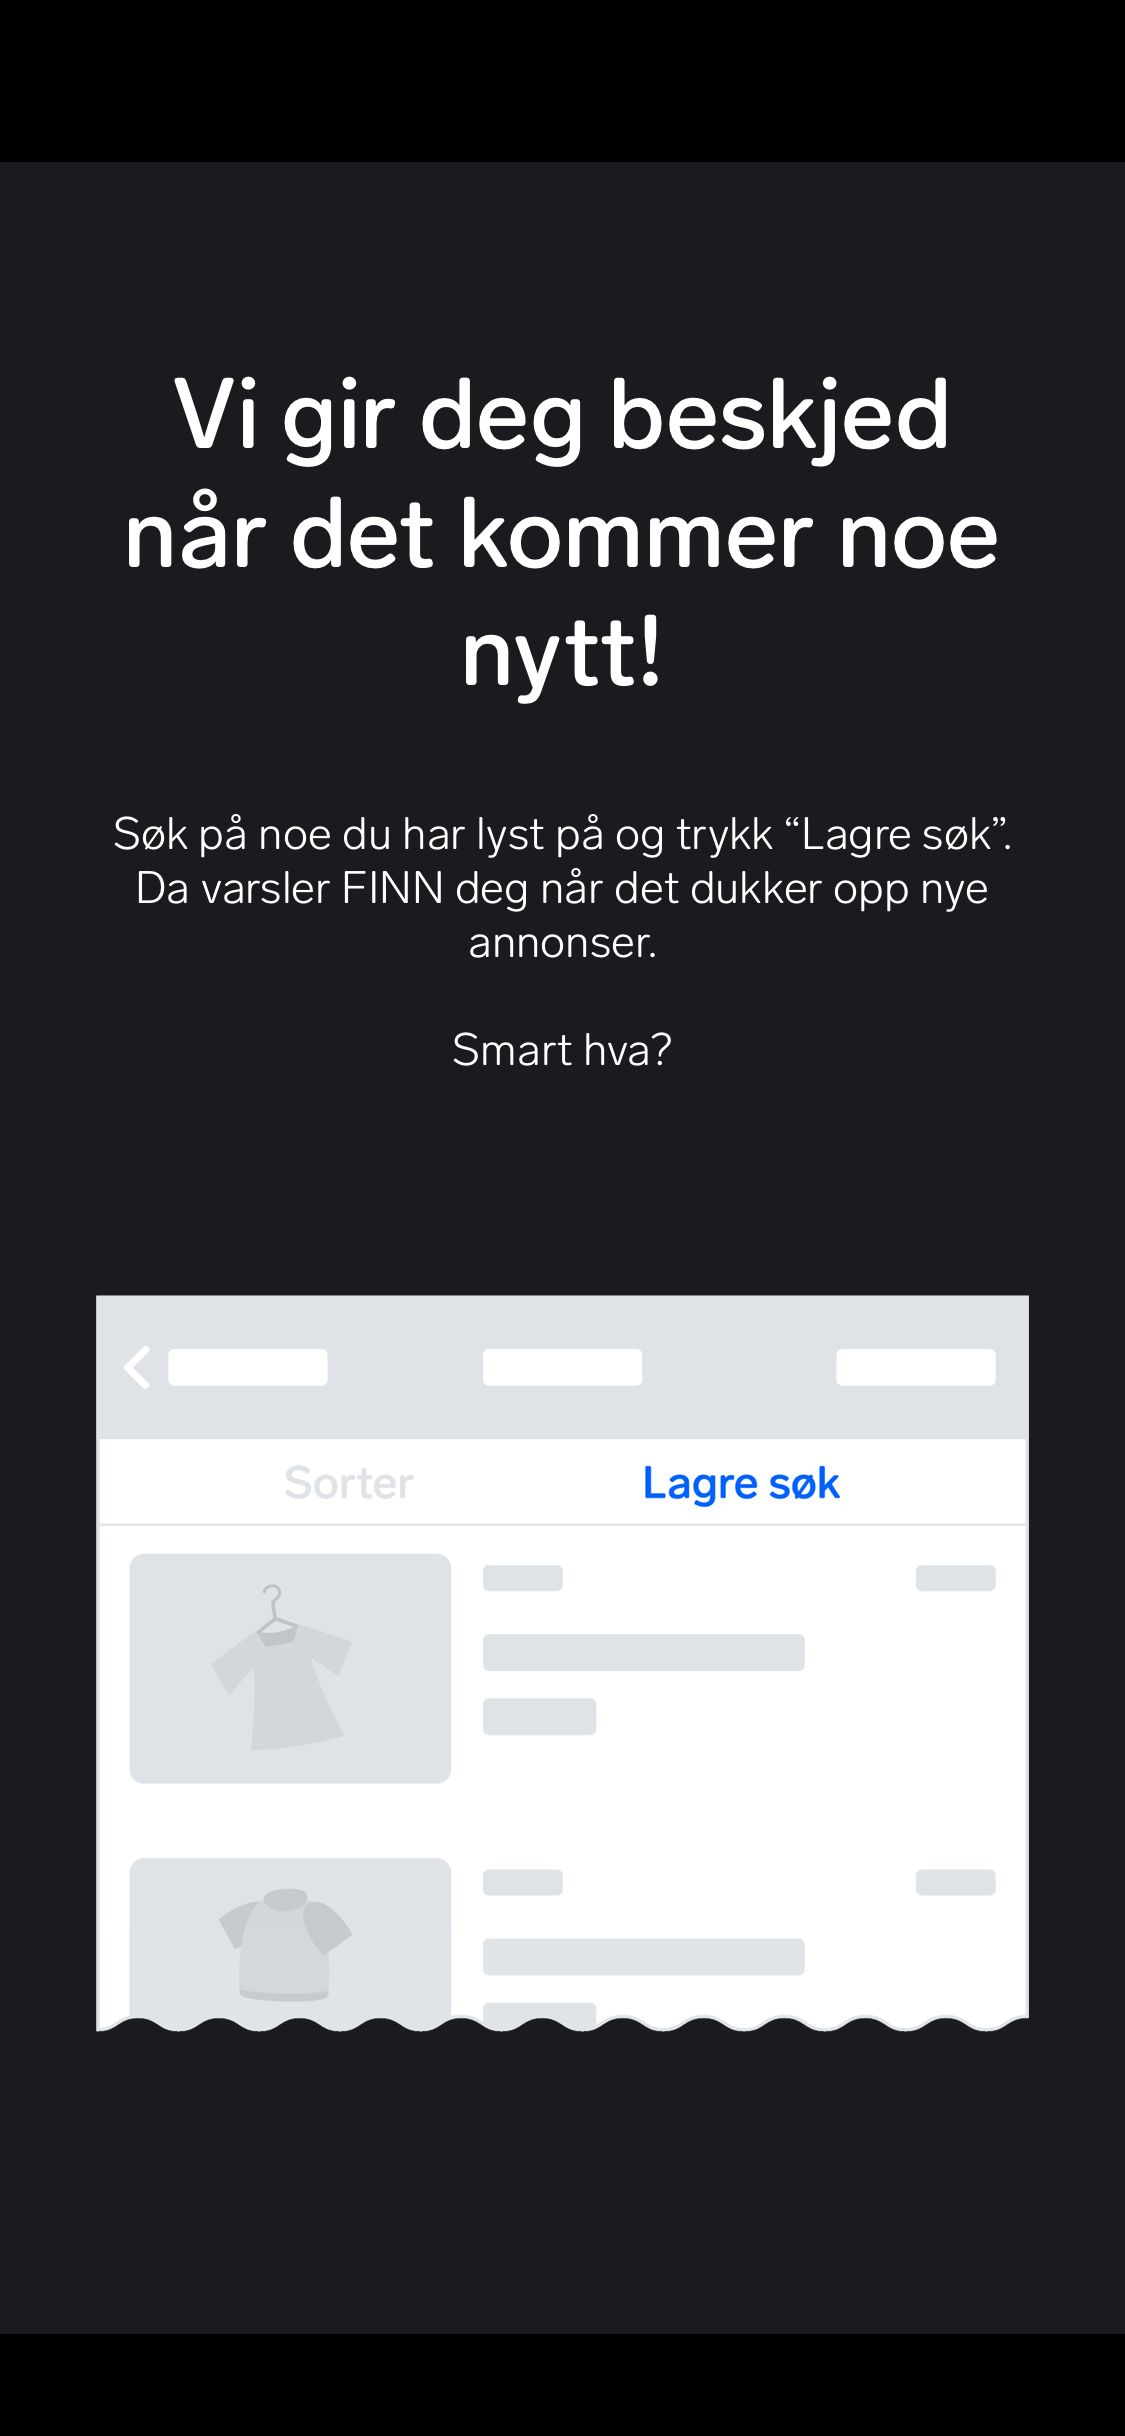 Vi gir deg beskjed
når det kommer noe
nytt!
Søk på noe du har lyst på og trykk “Lagre søk”.
Da varsler FINN deg når det dukker opp nye
annonser.
Smart hva?
Sorter
Lagre søk